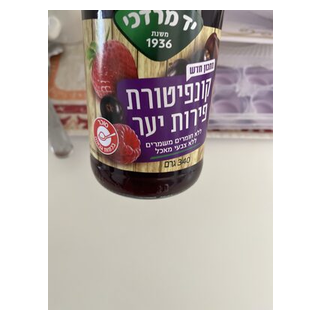 יד מרדכי
משנת
1936
מתכון חדש
קונפיטורת
פירות יער
ללא חומרים משמרים
ללא צבעי מאכל
340 גרם